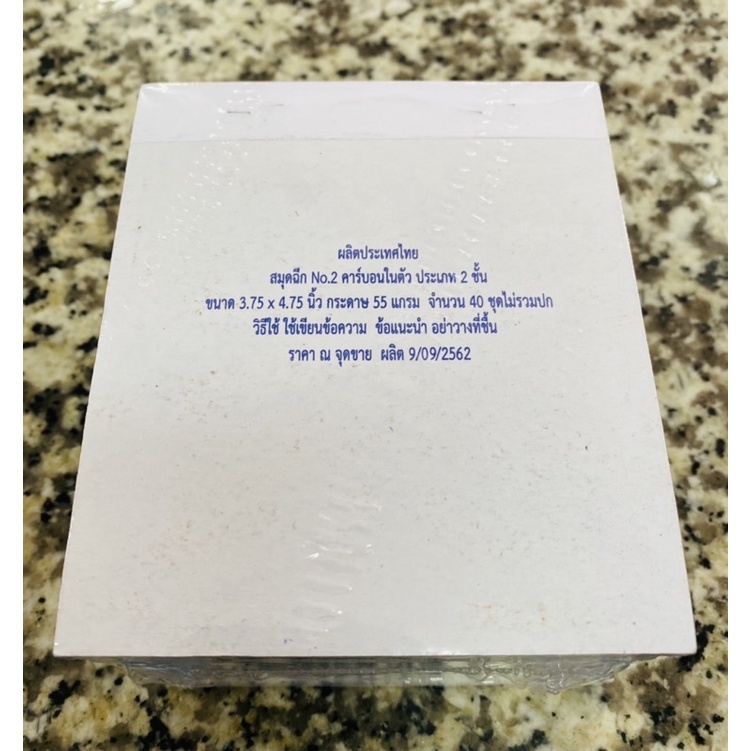 ผลิตประเทศไทย
สมุดฉีก No.2 คาร์บอนในตัว ประเภท 2 ชั้น
ขนาด 3.75 x 4.75 นิ้ว กระดาษ 55 แกรม จำนวน 40 ชุดไม่รวมปก
วิธีใช้ ใช้เขียนข้อความ ข้อแนะนำ อย่าวางที่ชื้น
ราคา ณ จุดขาย ผลิต 9/09/2562